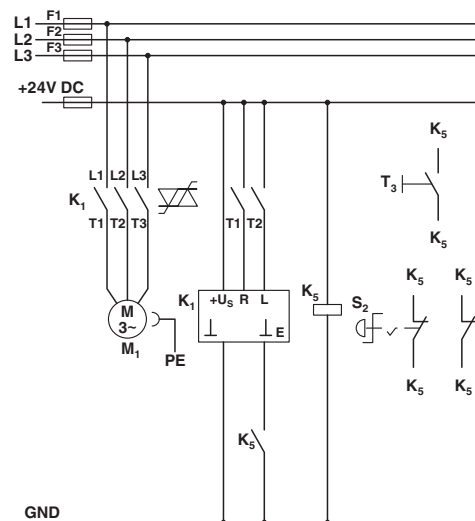 L1 F1
L2 F2
L3 F3
+24V DC
K5
L1 L2 L3
K1 T3
T1 T2 T3 T1 T2
K5
K1 +US R L K5 S2 K5 K5
M
3~
E
M1 PE
K5 K5
K5
GND